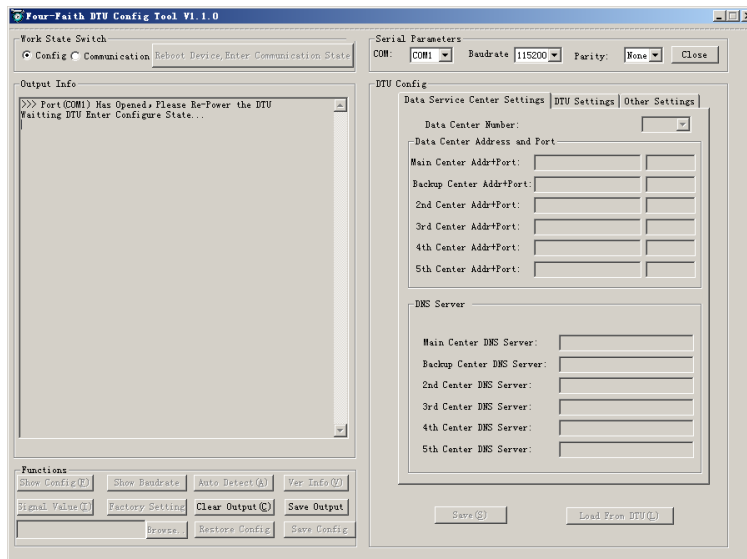 Four-Faith DTU Config Tool V1.1.0
Work State Switch
Config Communication Reboot Device,Enter Communication State
Serial Parameters
COM: COM1 Baudrate 115200 Parity: None Close
Output Info
>>> Port(COM1) Has Opened, Please Re-Power the DTU
Waitting DTU Enter Configure State...
DTU Config
Data Service Center Settings DTU Settings Other Settings
Data Center Number:
Data Center Address and Port
Main Center Addr+Port:
Backup Center Addr+Port:
2nd Center Addr+Port:
3rd Center Addr+Port:
4th Center Addr+Port:
5th Center Addr+Port:
DNS Server
Main Center DNS Server:
Backup Center DNS Server:
2nd Center DNS Server:
3rd Center DNS Server:
4th Center DNS Server:
5th Center DNS Server:
Save(S) Load From DTU(L)
Functions
Show Config(F) Show Baudrate Auto Detect(A) Ver Info(V)
Signal Value(I) Factory Setting Clear Output(C) Save Output
Browse.. Restore Config Save Config